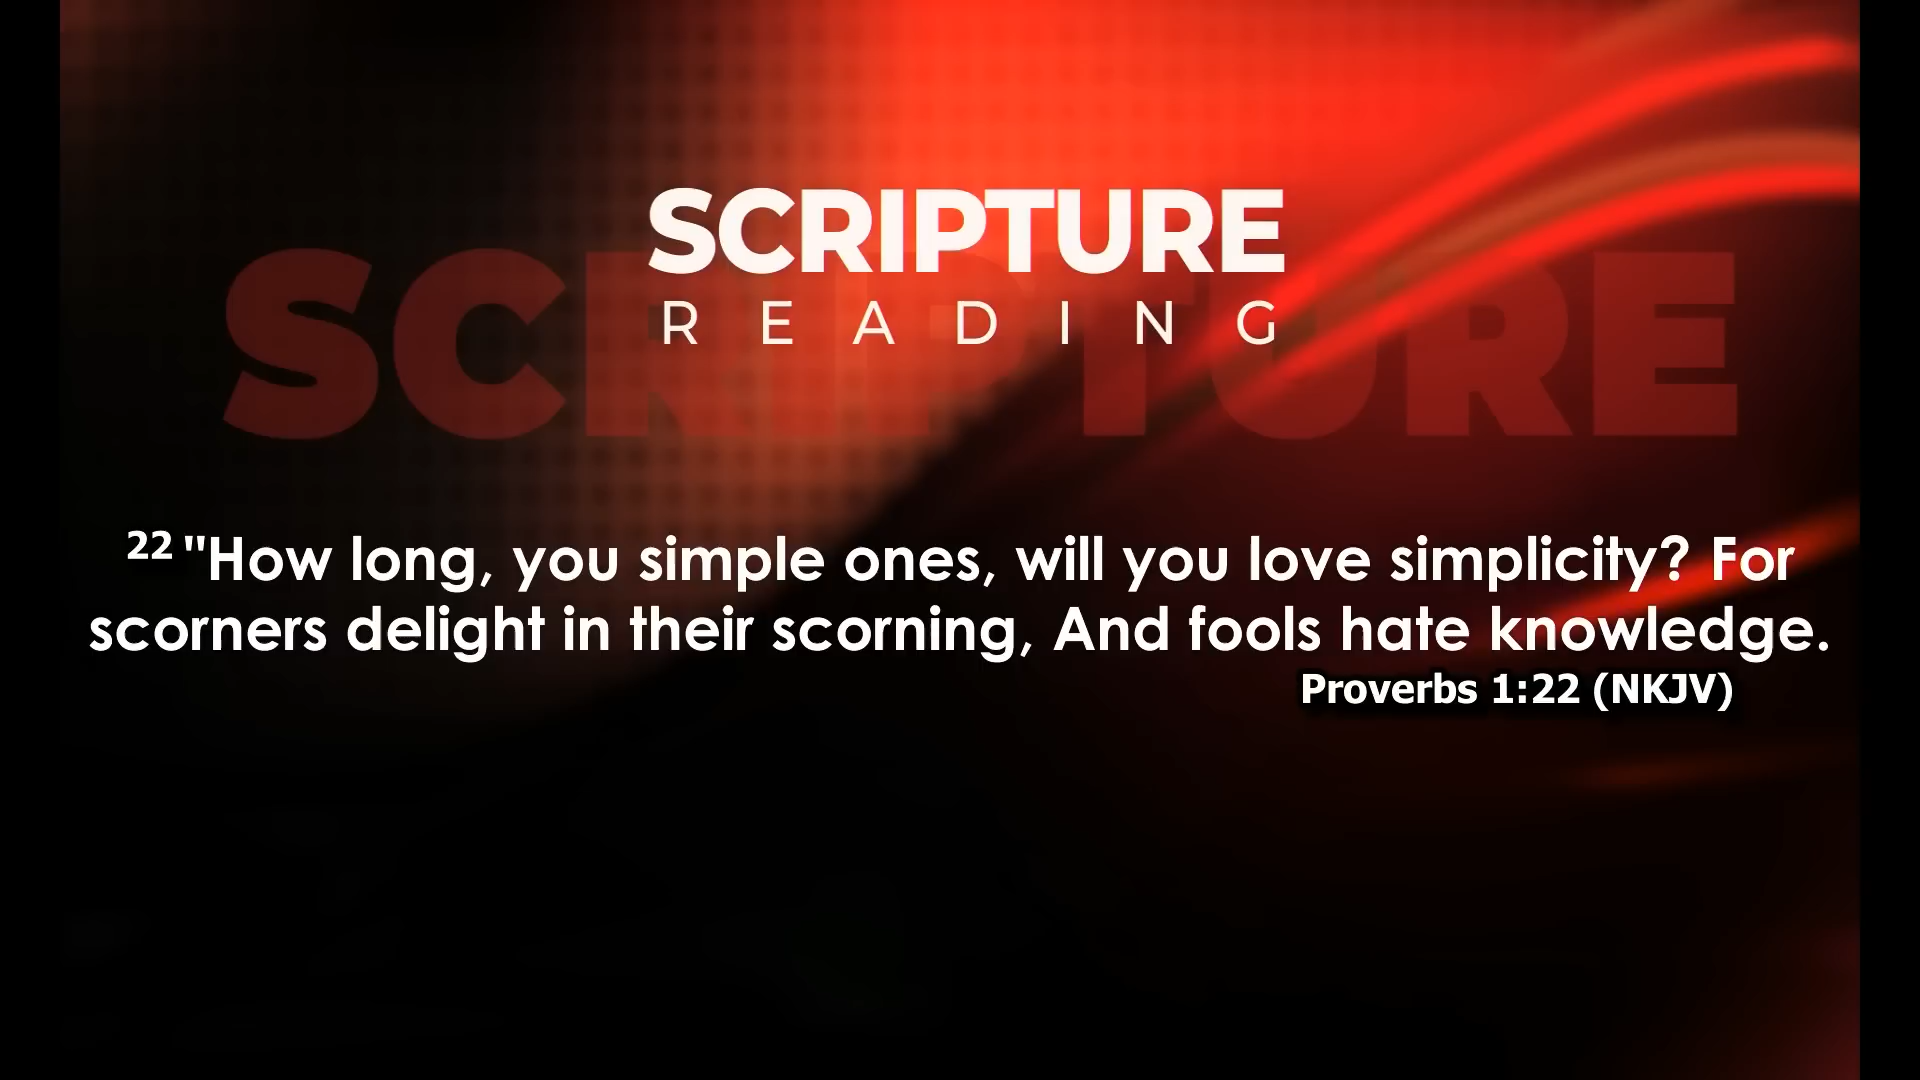 SCRIPTURE
READING
SCRIPTURE
22 "How long, you simple ones, will you love simplicity? For
scorners delight in their scorning, And fools hate knowledge.
Proverbs 1:22 (NKJV)